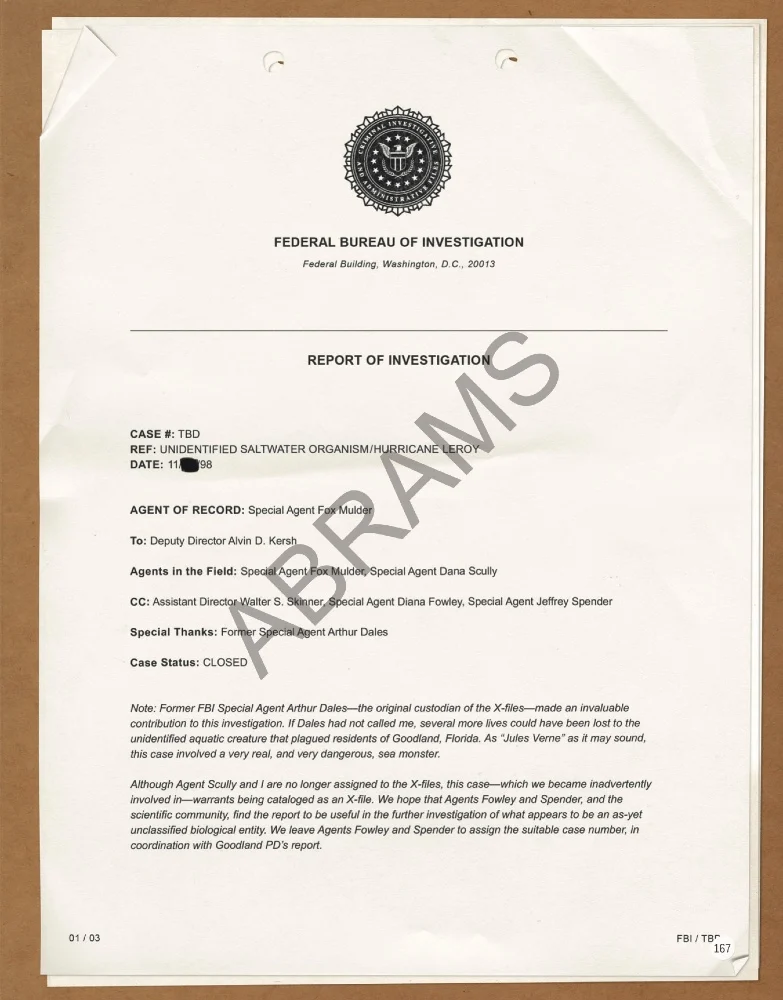 CRIMINAL INVESTIGATIVE
AND ADMINISTRATIVE FILES
FEDERAL BUREAU OF INVESTIGATION
Federal Building, Washington, D.C., 20013
REPORT OF INVESTIGATION
ABRAMS
CASE #: TBD
REF: UNIDENTIFIED SALTWATER ORGANISM/HURRICANE LEROY
DATE: 11/ /98
AGENT OF RECORD: Special Agent Fox Mulder
To: Deputy Director Alvin D. Kersh
Agents in the Field: Special Agent Fox Mulder, Special Agent Dana Scully
CC: Assistant Director Walter S. Skinner, Special Agent Diana Fowley, Special Agent Jeffrey Spender
Special Thanks: Former Special Agent Arthur Dales
Case Status: CLOSED
Note: Former FBI Special Agent Arthur Dales—the original custodian of the X-files—made an invaluable
contribution to this investigation. If Dales had not called me, several more lives could have been lost to the
unidentified aquatic creature that plagued residents of Goodland, Florida. As “Jules Verne” as it may sound,
this case involved a very real, and very dangerous, sea monster.
Although Agent Scully and I are no longer assigned to the X-files, this case—which we became inadvertently
involved in—warrants being cataloged as an X-file. We hope that Agents Fowley and Spender, and the
scientific community, find the report to be useful in the further investigation of what appears to be an as-yet
unclassified biological entity. We leave Agents Fowley and Spender to assign the suitable case number, in
coordination with Goodland PD’s report.
01 / 03
FBI / TB
167